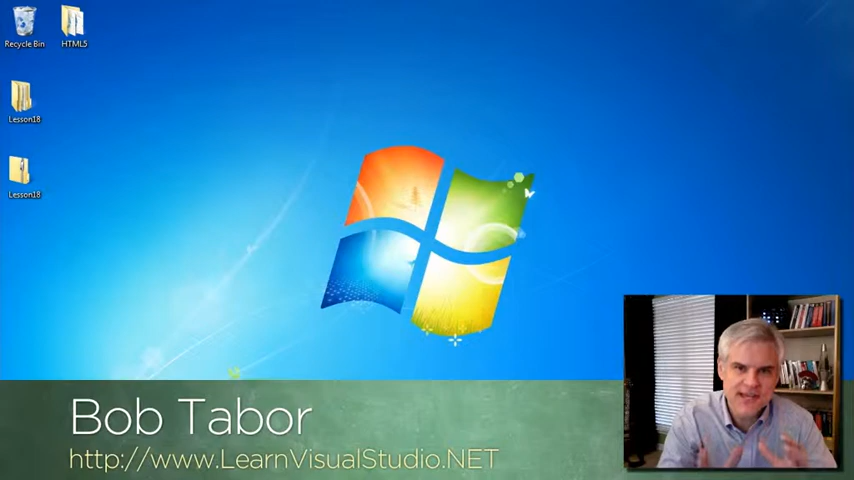 Recycle Bin
HTML5
Lesson18
Lesson18
Bob Tabor
http://www.LearnVisualStudio.NET